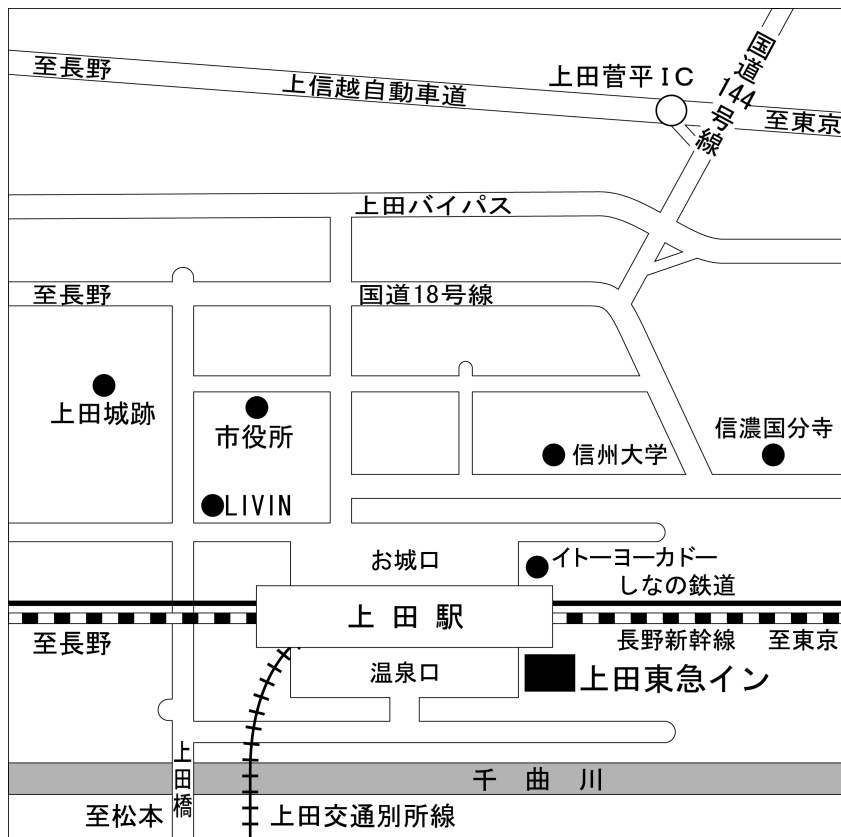 国道144号線
上田菅平IC
至長野
上信越自動車道
至東京
上田バイパス
至長野
国道18号線
上田城跡
市役所
信州大学
信濃国分寺
LIVIN
お城口
イトーヨーカドー
しなの鉄道
上田駅
至長野
長野新幹線
至東京
温泉口
上田東急イン
上田橋
千曲川
至松本
上田交通別所線